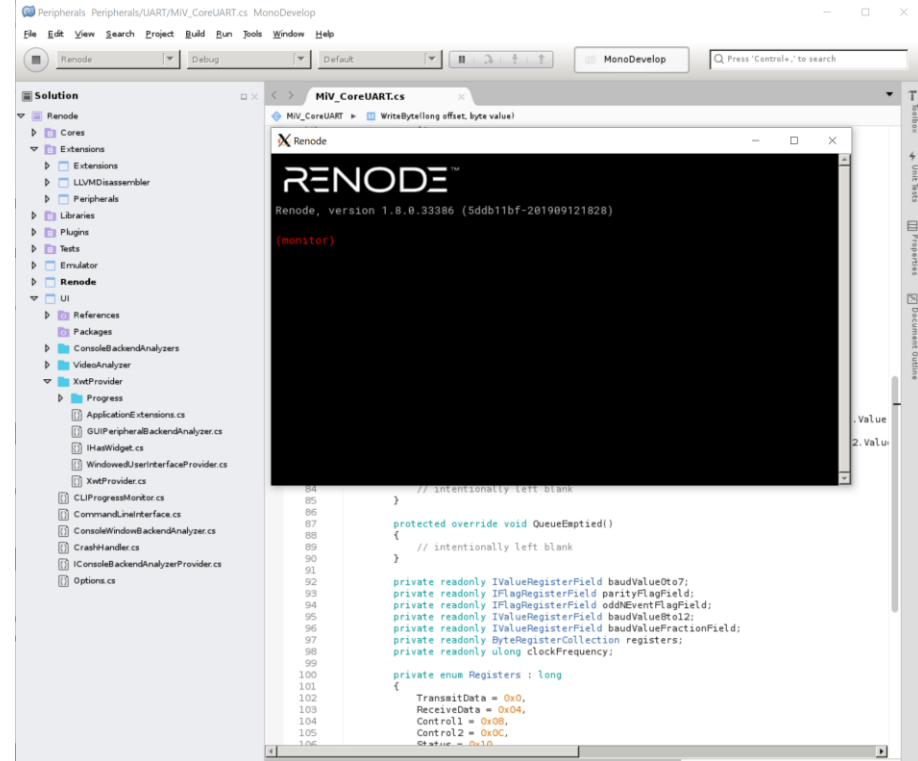 Peripherals Peripherals/UART/MiV_CoreUART.cs MonoDevelop
File Edit View Search Project Build Run Tools Window Help
Renode Debug Default MonoDevelop Press 'Control+,' to search
Solution
Renode
Cores
Extensions
Extensions
LLVMDisassembler
Peripherals
Libraries
Plugins
Tests
Emulator
Renode
UI
References
Packages
ConsoleBackendAnalyzers
VideoAnalyzer
XwtProvider
Progress
ApplicationExtensions.cs
GUIPeripheralBackendAnalyzer.cs
IHasWidget.cs
WindowedUserInterfaceProvider.cs
XwtProvider.cs
CLIProgressMonitor.cs
CommandLineInterface.cs
ConsoleWindowBackendAnalyzer.cs
CrashHandler.cs
IConsoleBackendAnalyzerProvider.cs
Options.cs
MiV_CoreUART.cs
MiV_CoreUART WriteByte(long offset, byte value)
Renode
RENODE™
Renode, version 1.8.0.33386 (5ddb11bf-201909121828)
(monitor)
.Value
2.Valu
84 // intentionally left blank
85 }
86
87 protected override void QueueEmptied()
88 {
89 // intentionally left blank
90 }
91
92 private readonly IValueRegisterField baudValue0to7;
93 private readonly IFlagRegisterField parityFlagField;
94 private readonly IFlagRegisterField oddNEventFlagField;
95 private readonly IValueRegisterField baudValue8to12;
96 private readonly IValueRegisterField baudValueFractionField;
97 private readonly ByteRegisterCollection registers;
98 private readonly ulong clockFrequency;
99
100 private enum Registers : long
101 {
102 TransmitData = 0x0,
103 ReceiveData = 0x04,
104 Control1 = 0x08,
105 Control2 = 0x0C,
106 Status = 0x10
Toolbox
Unit Tests
Properties
Document Outline